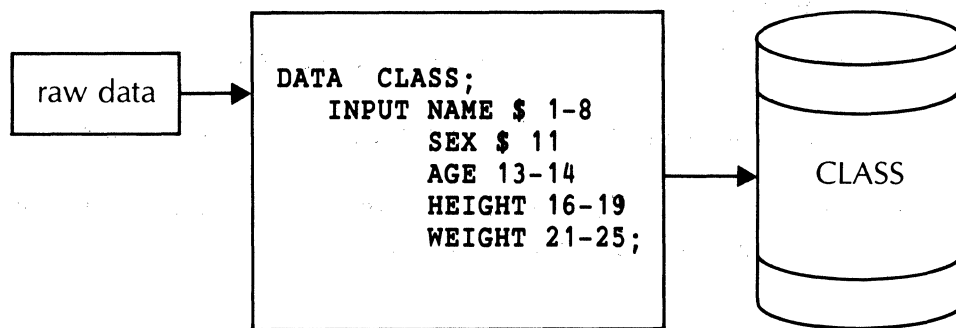 raw data
DATA CLASS;
INPUT NAME $ 1-8
SEX $ 11
AGE 13-14
HEIGHT 16-19
WEIGHT 21-25;
CLASS